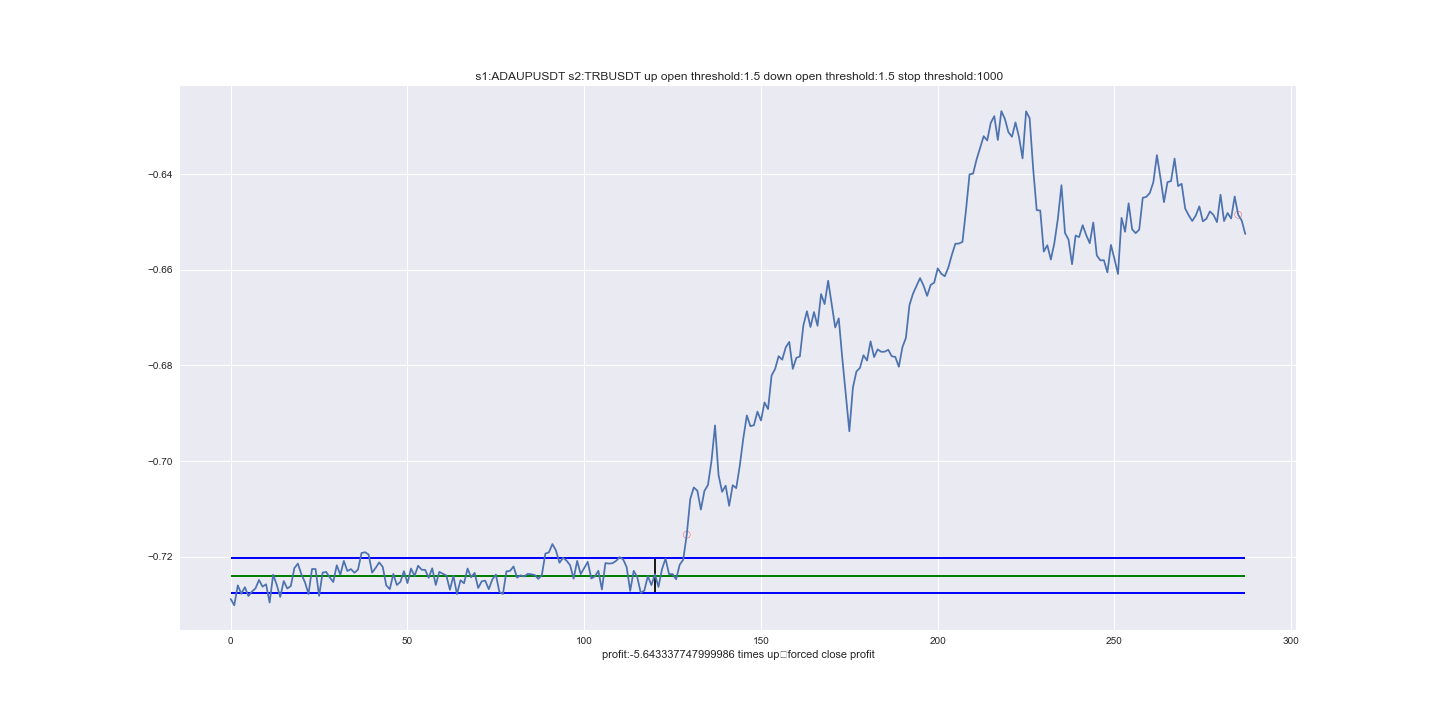 s1:ADAUPUSDT s2:TRBUSDT up open threshold:1.5 down open threshold:1.5 stop threshold:1000
−0.64
−0.66
−0.68
−0.70
−0.72
0 50 100 150 200 250 300
profit:-5.643337747999986 times up□forced close profit